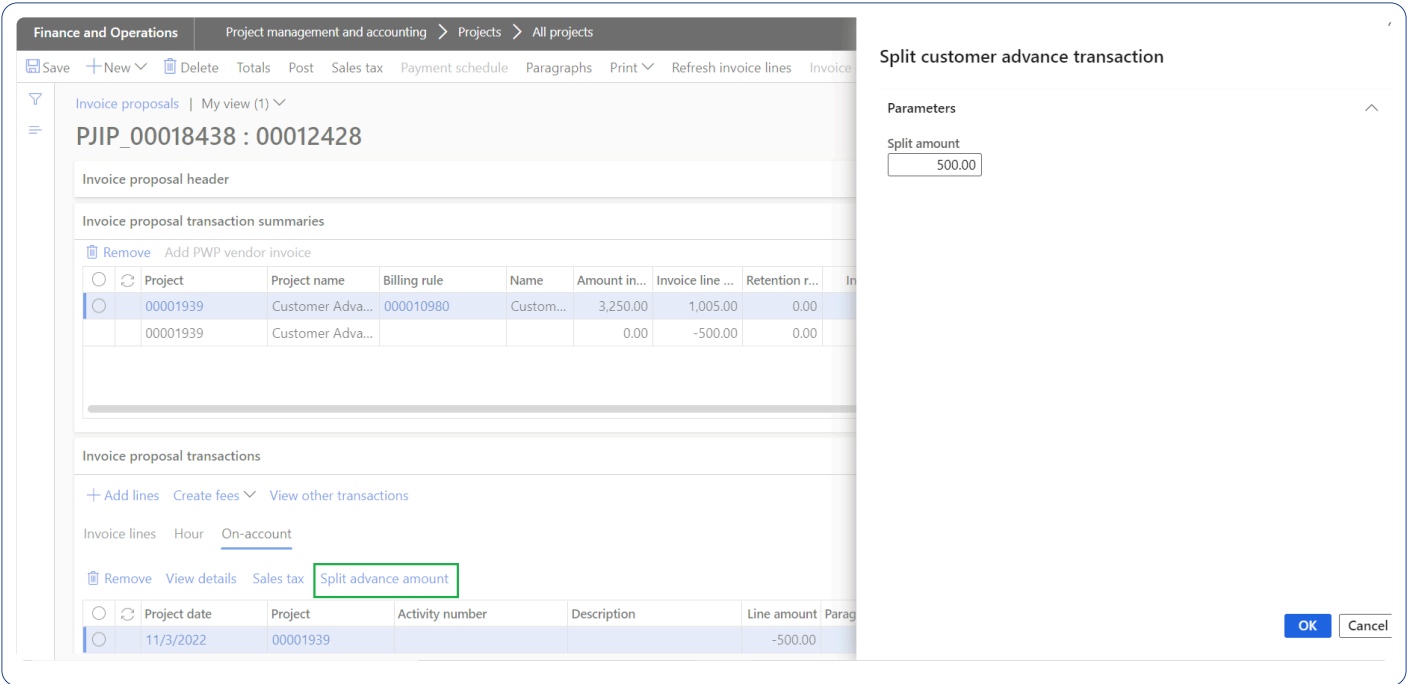 Finance and Operations Project management and accounting Projects All projects
Save New Delete Totals Post Sales tax Payment schedule Paragraphs Print Refresh invoice lines Invoice
Invoice proposals | My view (1)
PJIP_00018438 : 00012428
Invoice proposal header
Invoice proposal transaction summaries
Remove Add PWP vendor invoice
Project Project name Billing rule Name Amount in... Invoice line ... Retention r... In
00001939 Customer Adva... 000010980 Custom... 3,250.00 1,005.00 0.00
00001939 Customer Adva... 0.00 -500.00 0.00
Invoice proposal transactions
Add lines Create fees View other transactions
Invoice lines Hour On-account
Remove View details Sales tax Split advance amount
Project date Project Activity number Description Line amount Parag
11/3/2022 00001939 -500.00
Split customer advance transaction
Parameters
Split amount
500.00
OK Cancel